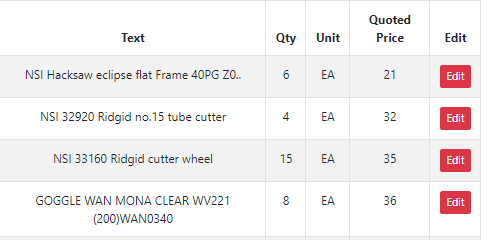 Text Qty Unit Quoted Price Edit
NSI Hacksaw eclipse flat Frame 40PG Z0.. 6 EA 21 Edit
NSI 32920 Ridgid no.15 tube cutter 4 EA 32 Edit
NSI 33160 Ridgid cutter wheel 15 EA 35 Edit
GOGGLE WAN MONA CLEAR WV221 8 EA 36 Edit
(200)WAN0340